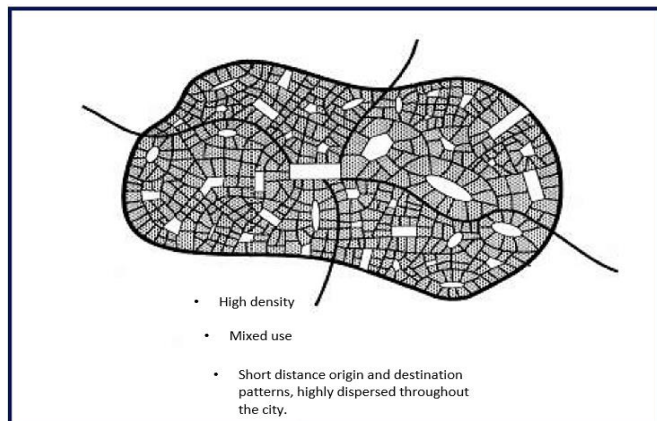 • High density
• Mixed use
• Short distance origin and destination
patterns, highly dispersed throughout
the city.